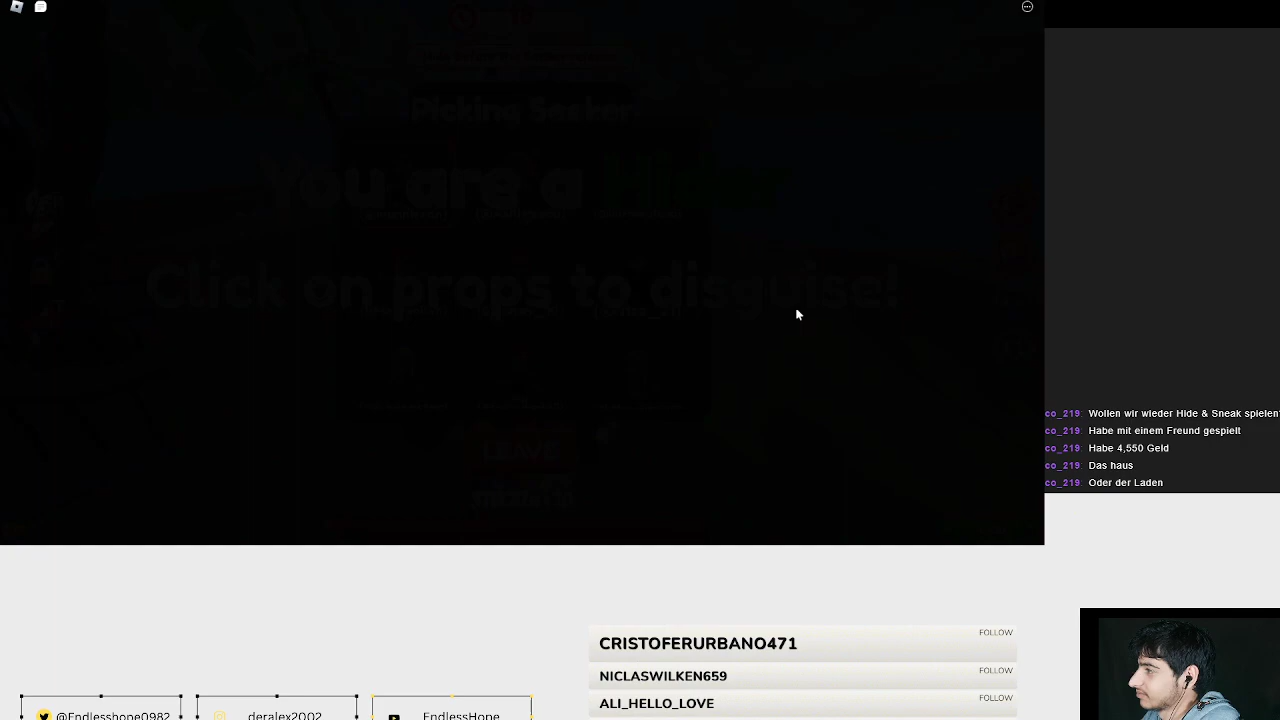 Picking Seeker
You are a Hider
Click on props to disguise!
LEAVE
co_219: Wollen wir wieder Hide & Sneak spielen
co_219: Habe mit einem Freund gespielt
co_219: Habe 4,550 Geld
co_219: Das haus
co_219: Oder der Laden
CRISTOFERURBANO471 FOLLOW
NICLASWILKEN659 FOLLOW
ALI_HELLO_LOVE FOLLOW
@Endlesshope0982 deralex2002 EndlessHope